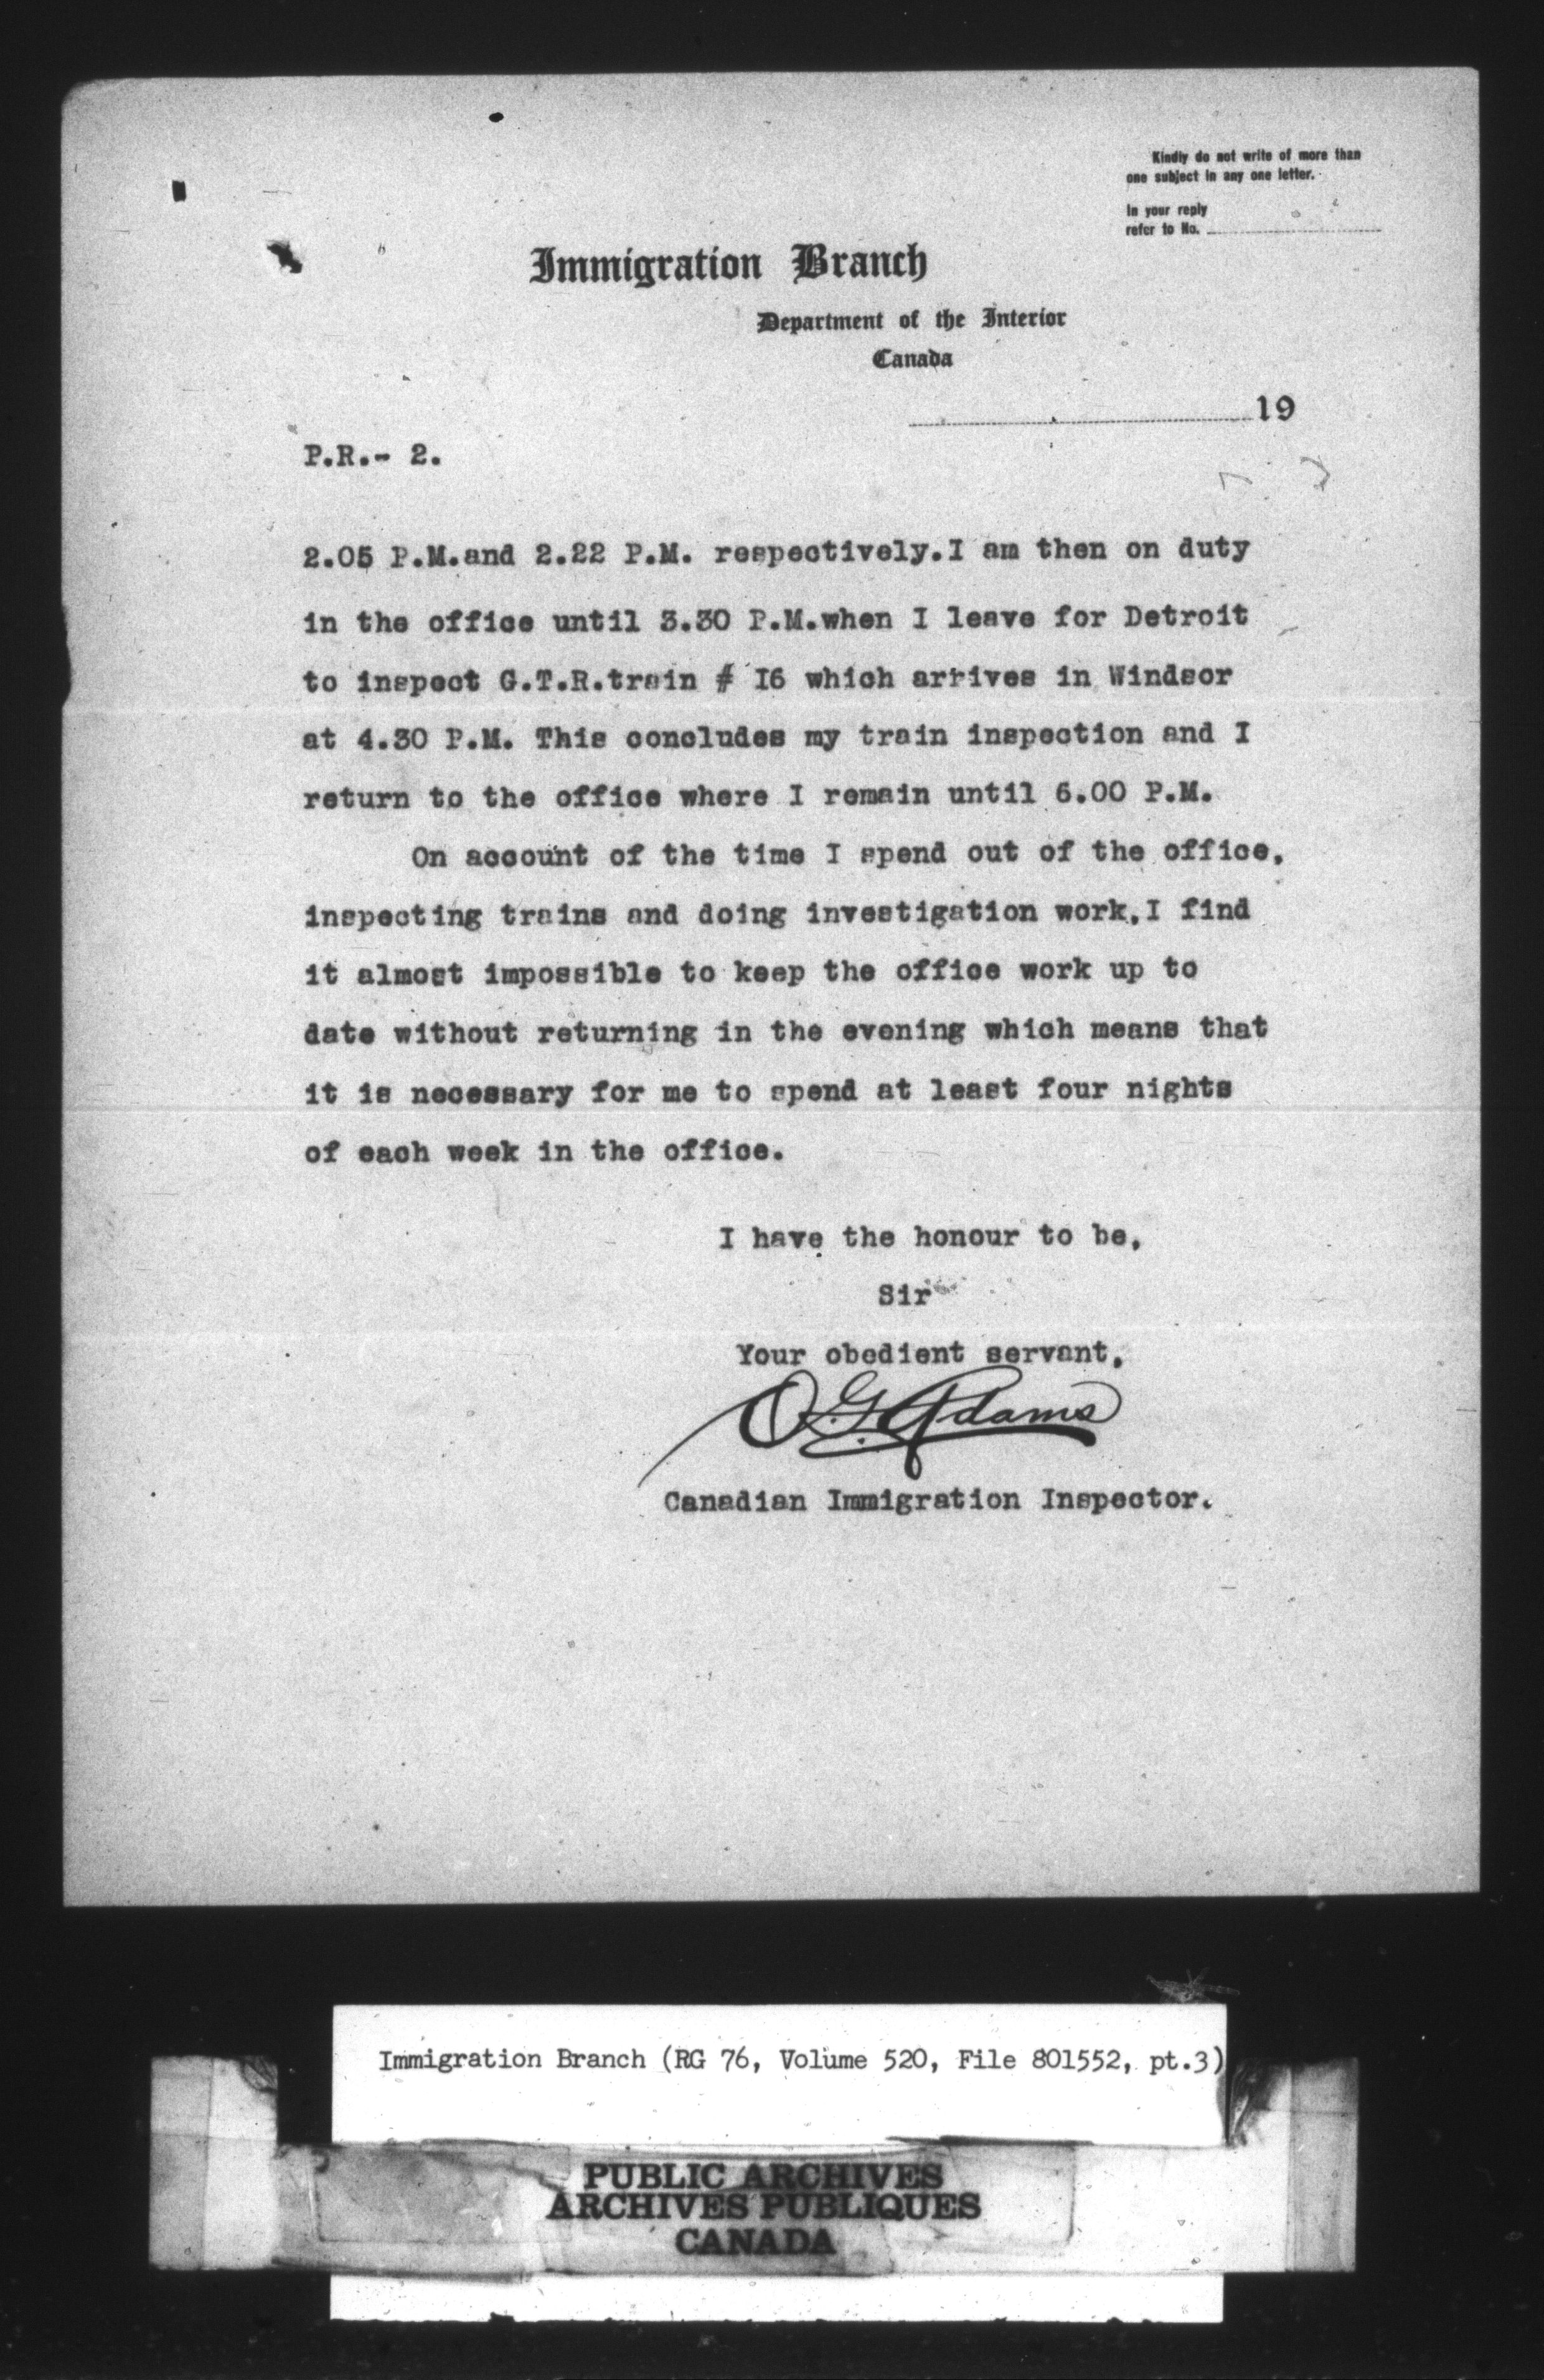 Kindly do not write of more than
one subject in any one letter.
In your reply
refer to No.
Immigration Branch
Department of the Interior
Canada
19
P.R.- 2.
2.05 P.M.and 2.22 P.M. respectively.I am then on duty
in the office until 3.30 P.M.when I leave for Detroit
to inspect G.T.R.train # I6 which arrives in Windsor
at 4.30 P.M. This concludes my train inspection and I
return to the office where I remain until 6.00 P.M.
On account of the time I spend out of the office,
inspecting trains and doing investigation work,I find
it almost impossible to keep the office work up to
date without returning in the evening which means that
it is necessary for me to spend at least four nights
of each week in the office.
I have the honour to be,
Sir
Your obedient servant,
O.G. Adams
Canadian Immigration Inspector.
Immigration Branch (RG 76, Volume 520, File 801552, pt.3)
PUBLIC ARCHIVES
ARCHIVES PUBLIQUES
CANADA